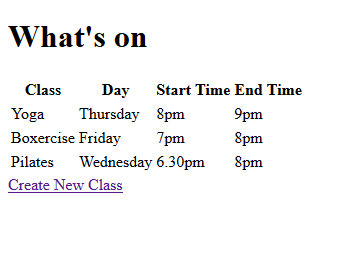 What's on
Class Day Start Time End Time
Yoga Thursday 8pm 9pm
Boxercise Friday 7pm 8pm
Pilates Wednesday 6.30pm 8pm
Create New Class